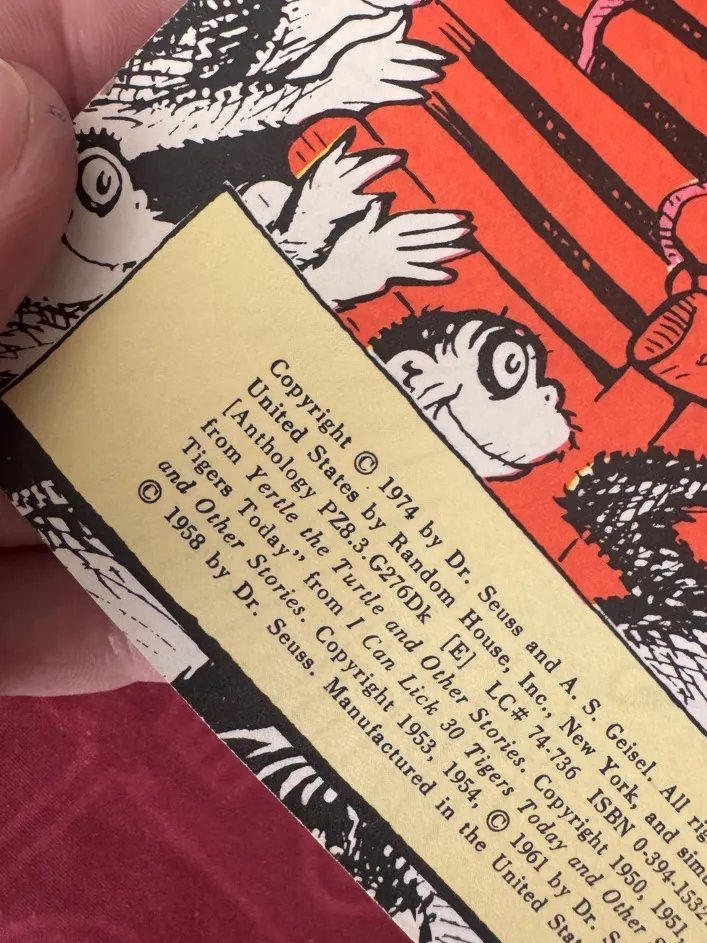 Copyright © 1974 by Dr. Seuss and A. S. Geisel. All
United States by Random House, Inc., New York, and
[Anthology PZ8.3.G276Dk [E] LC# 74-736 ISBN 0-394-1532
from Yertle the Turtle and Other Stories. Copyright 1950, 1951,
Tigers Today” from I Can Lick 30 Tigers Today and Other
and Other Stories. Copyright 1953, 1954, © 1961 by Dr.
© 1958 by Dr. Seuss. Manufactured in the United